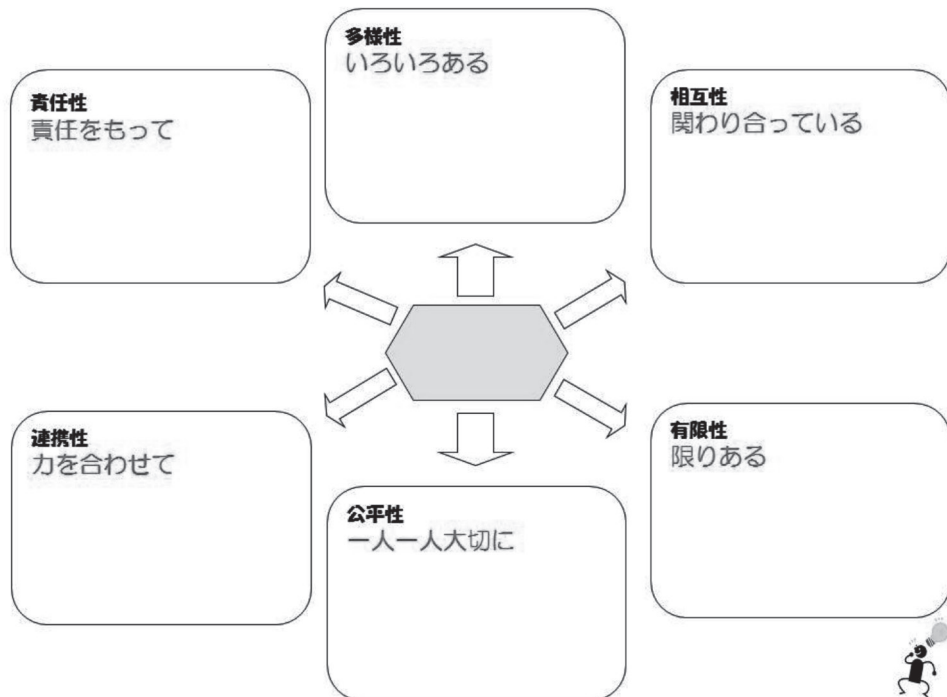 多様性
いろいろある
責任性
責任をもって
相互性
関わり合っている
連携性
力を合わせて
公平性
一人一人大切に
有限性
限りある